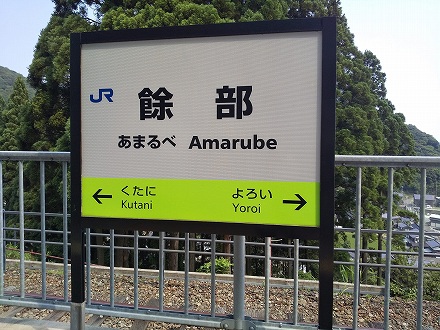 JR 餘部
あまるべ Amarube
← くたに よろい →
Kutani Yoroi